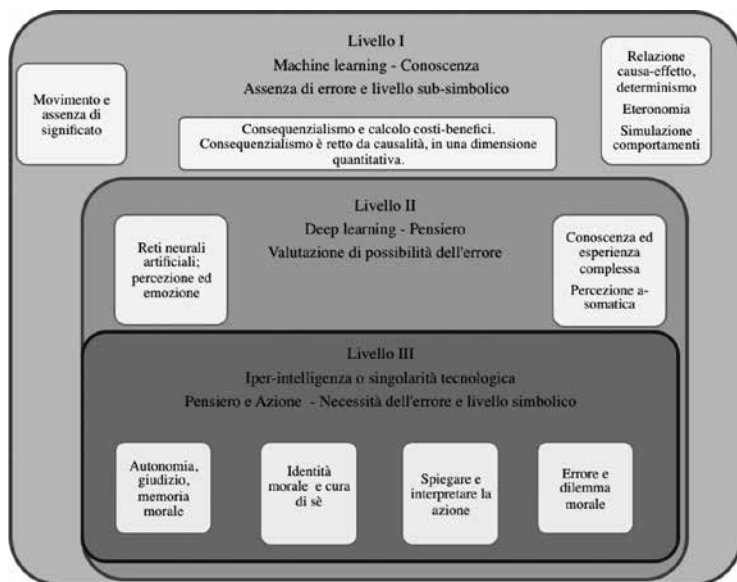 Livello I
Machine learning - Conoscenza
Assenza di errore e livello sub-simbolico
Movimento e
assenza di
significato
Relazione
causa-effetto,
determinismo
Eteronomia
Simulazione
comportamenti
Consequenzialismo e calcolo costi-benefici.
Consequenzialismo è retto da causalità, in una dimensione
quantitativa.
Livello II
Deep learning - Pensiero
Valutazione di possibilità dell'errore
Reti neurali
artificiali;
percezione ed
emozione
Conoscenza ed
esperienza
complessa
Percezione a-
somatica
Livello III
Iper-intelligenza o singolarità tecnologica
Pensiero e Azione - Necessità dell'errore e livello simbolico
Autonomia,
giudizio,
memoria
morale
Identità
morale e cura
di sè
Spiegare e
interpretare la
azione
Errore e
dilemma
morale